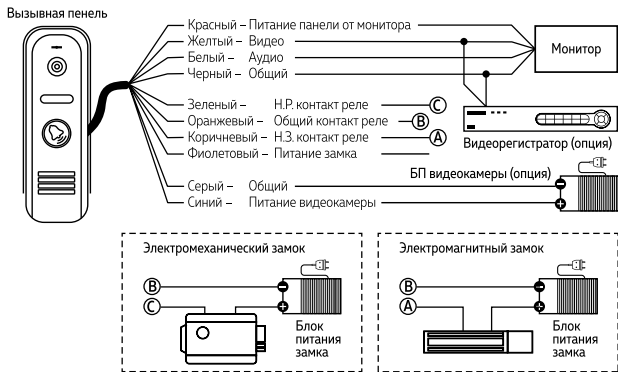 Вызывная панель
Красный – Питание панели от монитора
Желтый – Видео
Белый – Аудио
Черный – Общий
Монитор
Зеленый – Н.Р. контакт реле C
Оранжевый – Общий контакт реле B
Коричневый – Н.З. контакт реле A
Фиолетовый – Питание замка
Видеорегистратор (опция)
БП видеокамеры (опция)
Серый – Общий
Синий – Питание видеокамеры
Электромеханический замок
B
C
Блок
питания
замка
Электромагнитный замок
B
A
Блок
питания
замка